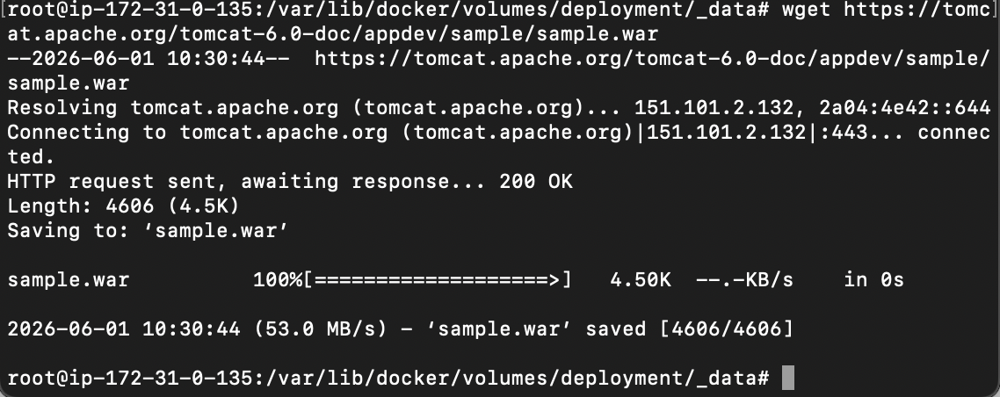 [root@ip-172-31-0-135:/var/lib/docker/volumes/deployment/_data# wget https://tomc]
at.apache.org/tomcat-6.0-doc/appdev/sample/sample.war
--2026-06-01 10:30:44--  https://tomcat.apache.org/tomcat-6.0-doc/appdev/sample/
sample.war
Resolving tomcat.apache.org (tomcat.apache.org)... 151.101.2.132, 2a04:4e42::644
Connecting to tomcat.apache.org (tomcat.apache.org)|151.101.2.132|:443... connec
ted.
HTTP request sent, awaiting response... 200 OK
Length: 4606 (4.5K)
Saving to: ‘sample.war’
sample.war          100%[===================>]   4.50K  --.-KB/s    in 0s
2026-06-01 10:30:44 (53.0 MB/s) - ‘sample.war’ saved [4606/4606]
root@ip-172-31-0-135:/var/lib/docker/volumes/deployment/_data#